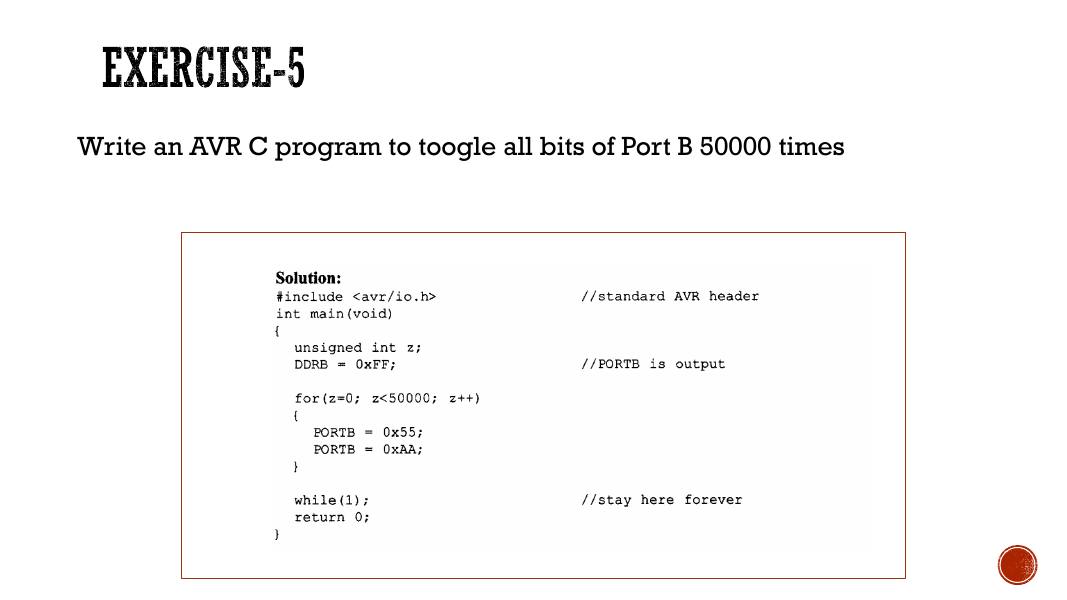 EXERCISE-5
Write an AVR C program to toogle all bits of Port B 50000 times
Solution:
#include <avr/io.h> //standard AVR header
int main(void)
{
unsigned int z;
DDRB = 0xFF; //PORTB is output
for(z=0; z<50000; z++)
{
PORTB = 0x55;
PORTB = 0xAA;
}
while(1); //stay here forever
return 0;
}